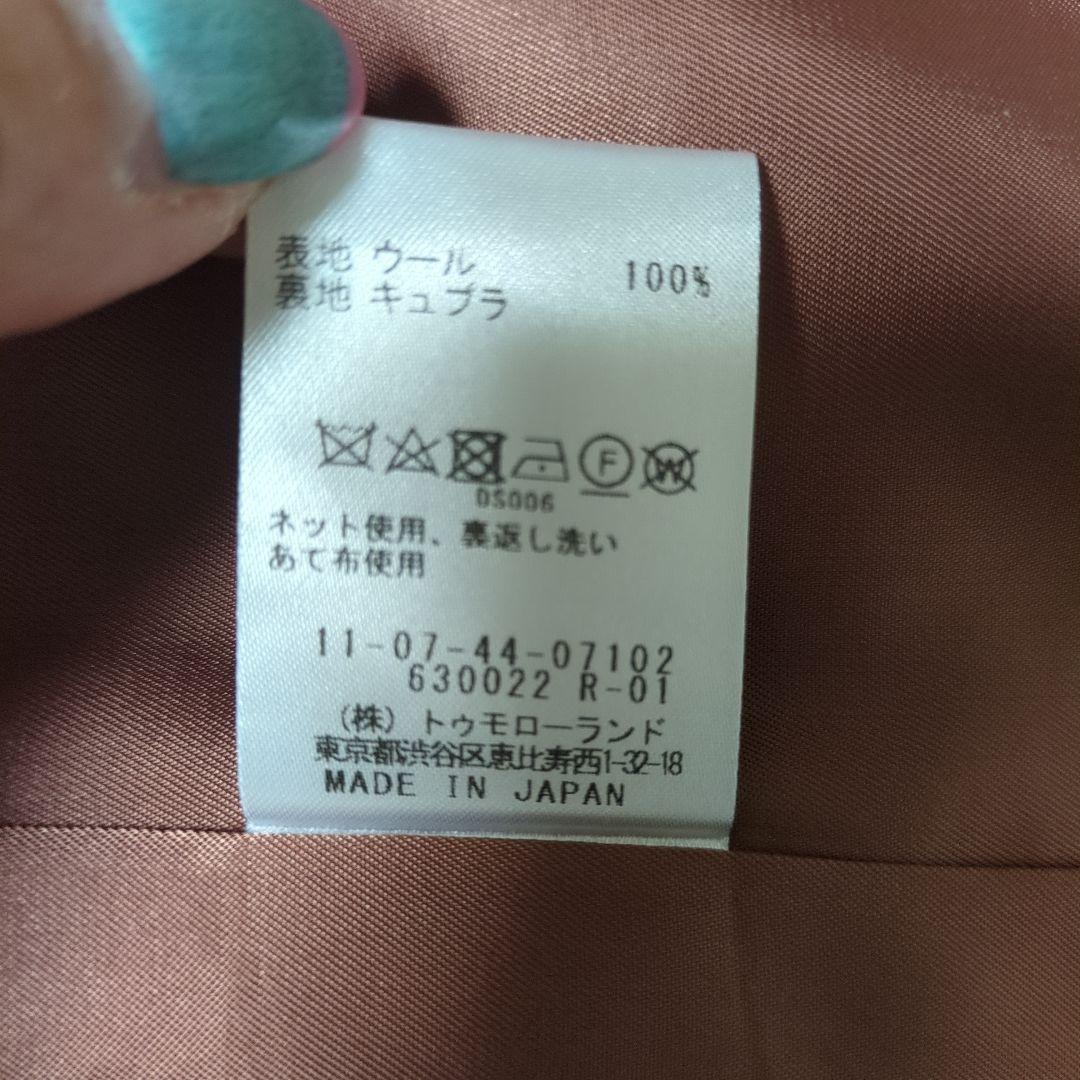 表地 ウール 100%
裏地 キュプラ
F W
DS006
ネット使用、裏返し洗い
あて布使用
11-07-44-07102
630022 R-01
(株) トゥモローランド
東京都渋谷区恵比寿西1-32-18
MADE IN JAPAN